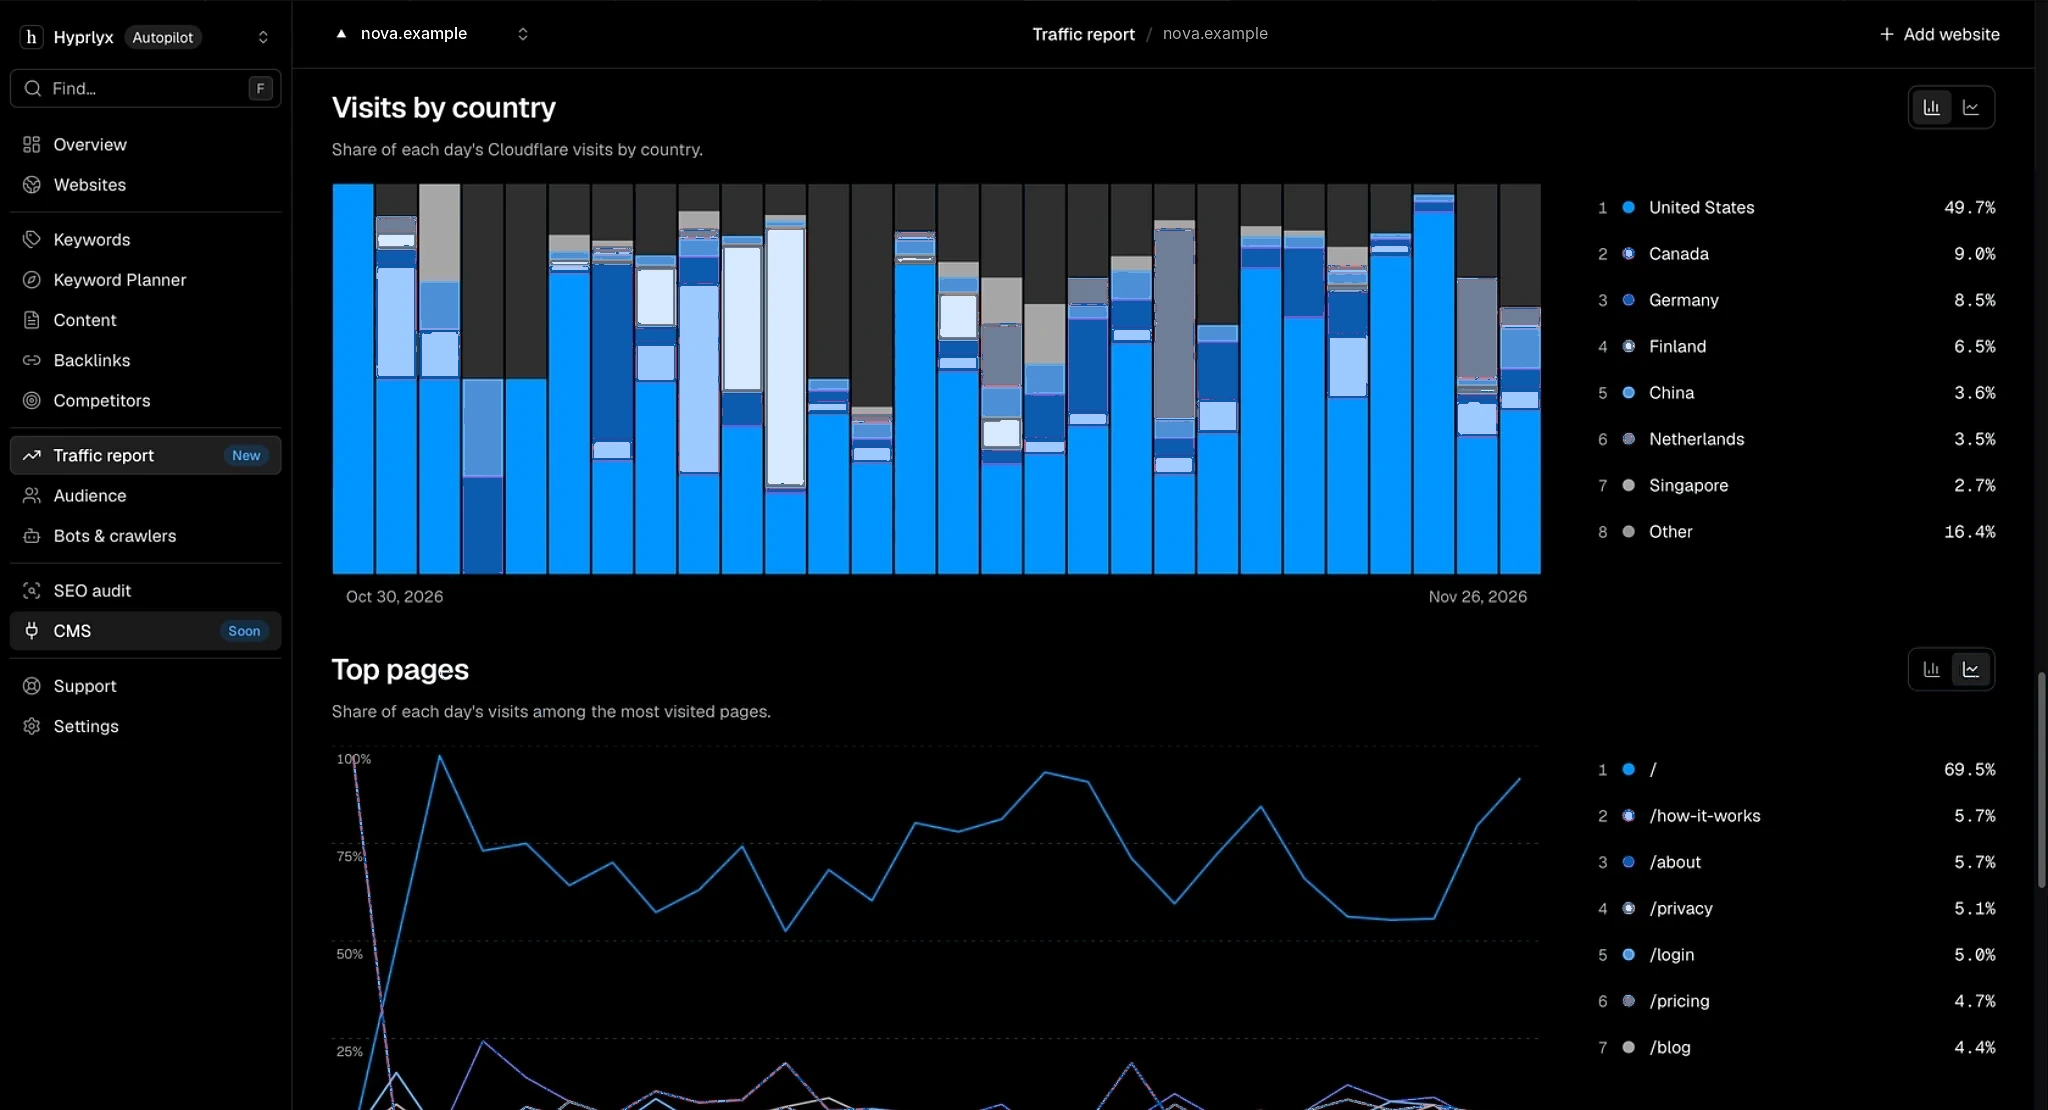 h Hyprlyx Autopilot
Find... F
Overview
Websites
Keywords
Keyword Planner
Content
Backlinks
Competitors
Traffic report New
Audience
Bots & crawlers
SEO audit
CMS Soon
Support
Settings
nova.example
Traffic report / nova.example
+ Add website
Visits by country
Share of each day's Cloudflare visits by country.
Oct 30, 2026 Nov 26, 2026
1 United States 49.7%
2 Canada 9.0%
3 Germany 8.5%
4 Finland 6.5%
5 China 3.6%
6 Netherlands 3.5%
7 Singapore 2.7%
8 Other 16.4%
Top pages
Share of each day's visits among the most visited pages.
100%
75%
50%
25%
1 / 69.5%
2 /how-it-works 5.7%
3 /about 5.7%
4 /privacy 5.1%
5 /login 5.0%
6 /pricing 4.7%
7 /blog 4.4%